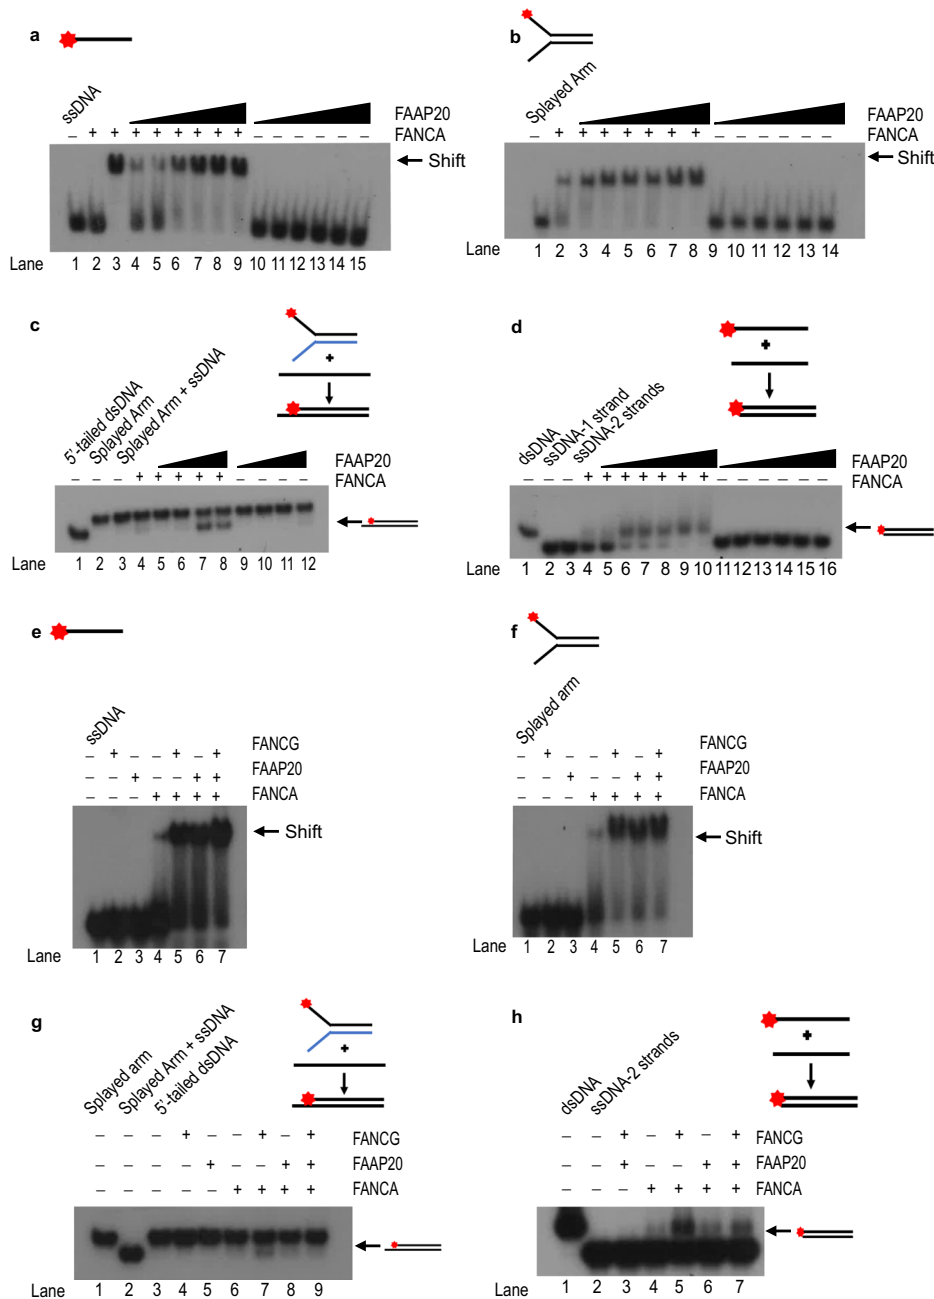 a
ssDNA
FAAP20
– + + + + + + + + – – – – – – FANCA
Shift
Lane 1 2 3 4 5 6 7 8 9 10 11 12 13 14 15
b
Splayed Arm
FAAP20
– + + + + + + + – – – – – – FANCA
Shift
1 2 3 4 5 6 7 8 9 10 11 12 13 14
c
+
5'-tailed dsDNA
Splayed Arm
Splayed Arm + ssDNA
FAAP20
– – – + + + + + – – – – FANCA
Lane 1 2 3 4 5 6 7 8 9 10 11 12
d
+
dsDNA
ssDNA-1 strand
ssDNA-2 strands
FAAP20
– – – + + + + + + + – – – – – – FANCA
Lane 1 2 3 4 5 6 7 8 9 10 11 12 13 14 15 16
e
ssDNA
– + – – + – + FANCG
– – + – – + + FAAP20
– – – + + + + FANCA
Shift
Lane 1 2 3 4 5 6 7
f
Splayed arm
– + – – + – + FANCG
– – + – – + + FAAP20
– – – + + + + FANCA
Shift
Lane 1 2 3 4 5 6 7
g
+
Splayed arm
Splayed Arm + ssDNA
5'-tailed dsDNA
– – – + – – + – + FANCG
– – – – + – – + + FAAP20
– – – – – + + + + FANCA
Lane 1 2 3 4 5 6 7 8 9
h
+
dsDNA
ssDNA-2 strands
– – + – + – + FANCG
– – + – – + + FAAP20
– – – + + + + FANCA
Lane 1 2 3 4 5 6 7